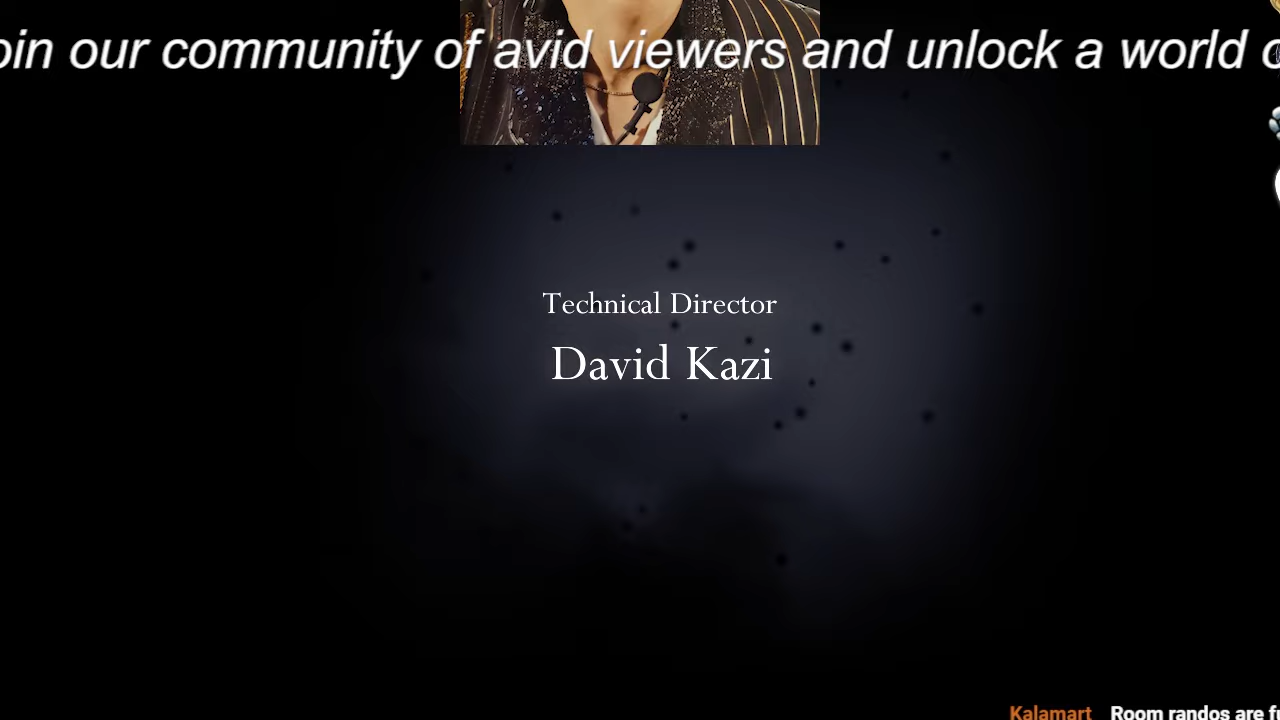 oin our community of avid viewers and unlock a world
Technical Director
David Kazi
Kalamart Room randos are